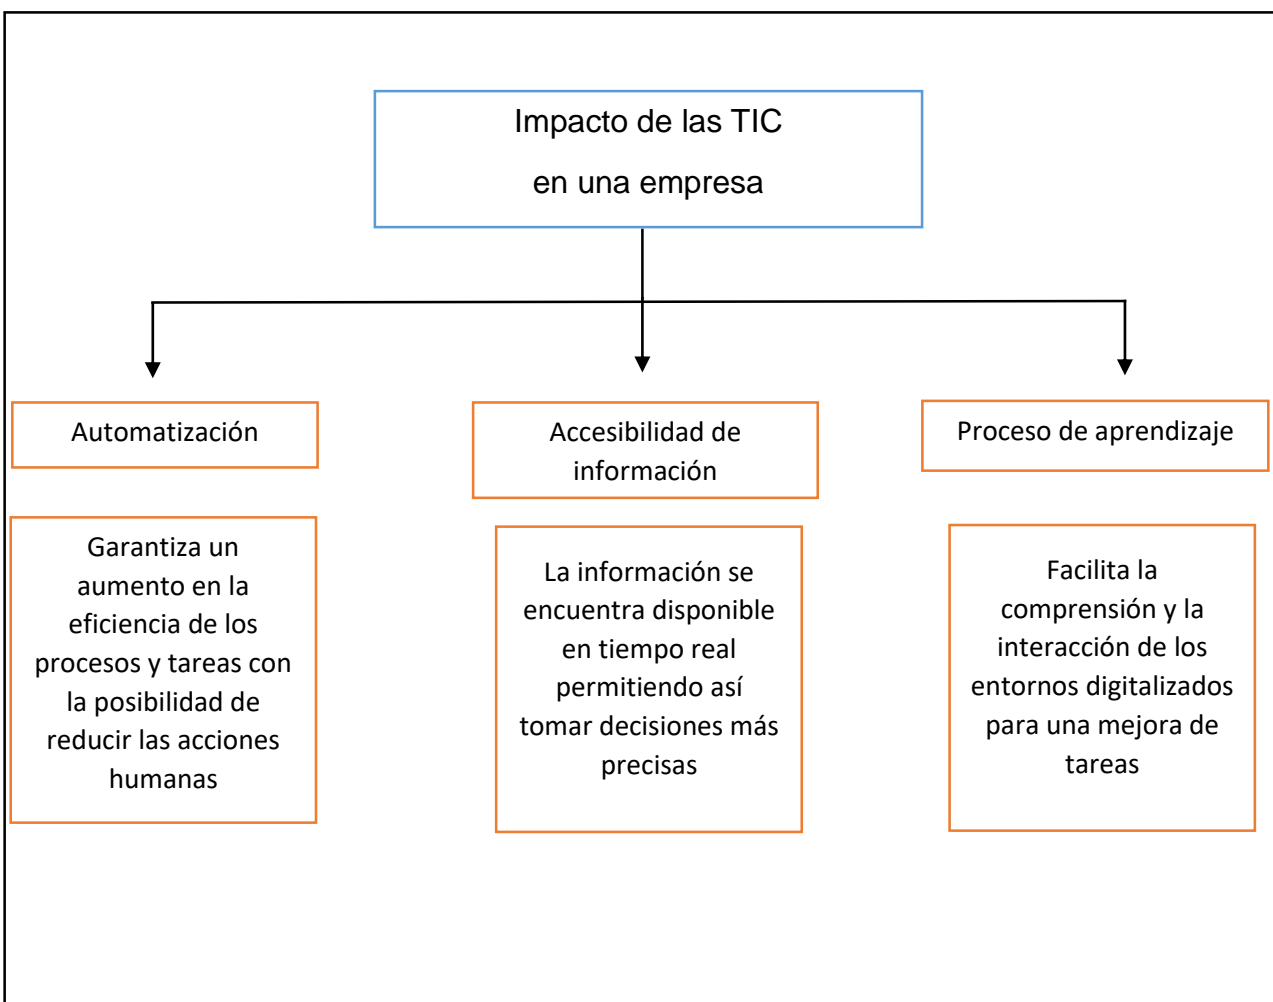 Impacto de las TIC
en una empresa
Automatización
Garantiza un
aumento en la
eficiencia de los
procesos y tareas con
la posibilidad de
reducir las acciones
humanas
Accesibilidad de
información
La información se
encuentra disponible
en tiempo real
permitiendo así
tomar decisiones más
precisas
Proceso de aprendizaje
Facilita la
comprensión y la
interacción de los
entornos digitalizados
para una mejora de
tareas